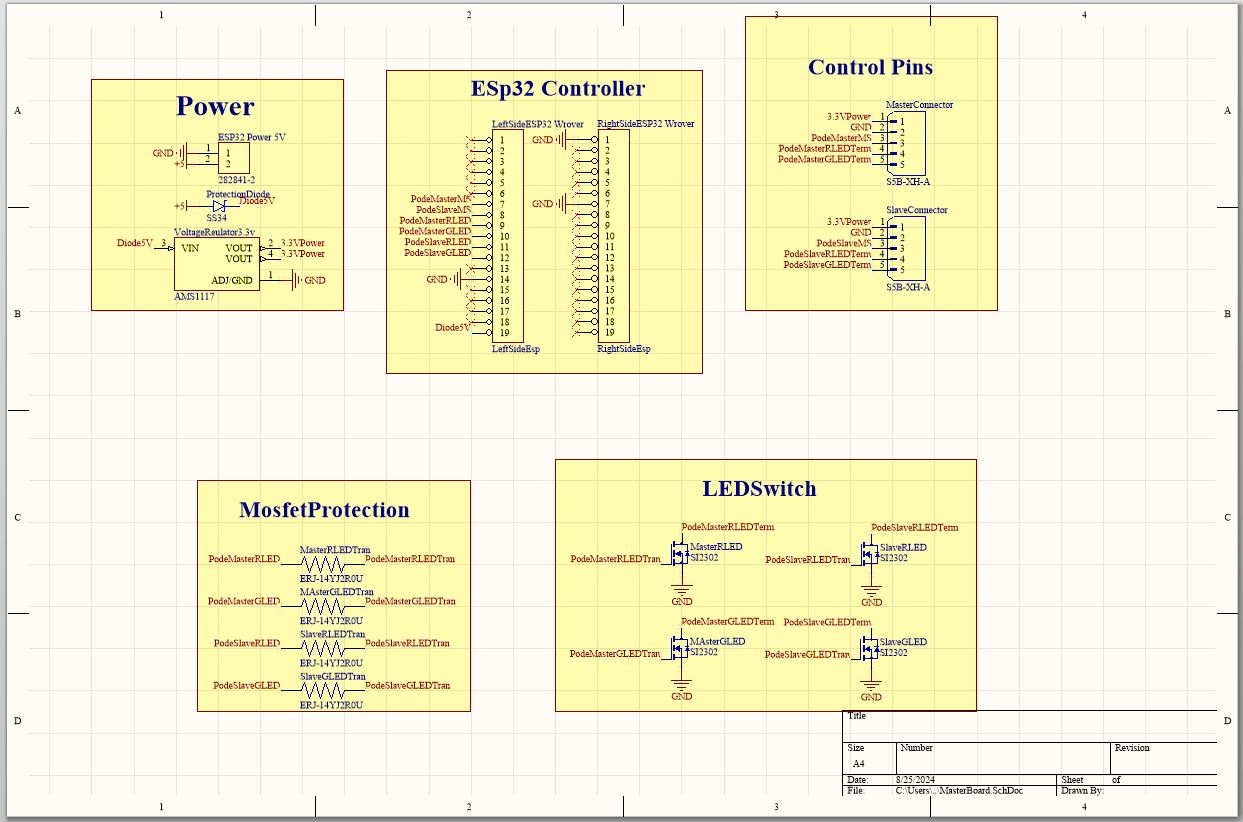 1 2 3 4
A A
B B
C C
D D
Power
ESP32 Power 5V
GND 1 1
+5 2 2
282841-2
ProtectionDiode
+5 Diode5V
SS34
VoltageReulator3.3v
Diode5V 3 VIN VOUT 2 3.3VPower
VOUT 4 3.3VPower
ADJ/GND 1 GND
AMS1117
ESp32 Controller
LeftSideESP32 Wrover
1
2
3
4
5
6
PodeMasterMS 7
PodeSlaveMS 8
PodeMasterRLED 9
PodeMasterGLED 10
PodeSlaveRLED 11
PodeSlaveGLED 12
13
GND 14
15
16
17
18
Diode5V 19
LeftSideEsp
RightSideESP32 Wrover
GND 1
2
3
4
5
6
GND 7
8
9
10
11
12
13
14
15
16
17
18
19
RightSideEsp
Control Pins
MasterConnector
3.3VPower 1 1
GND 2 2
PodeMasterMS 3 3
PodeMasterRLEDTerm 4 4
PodeMasterGLEDTerm 5 5
S5B-XH-A
SlaveConnector
3.3VPower 1 1
GND 2 2
PodeSlaveMS 3 3
PodeSlaveRLEDTerm 4 4
PodeSlaveGLEDTerm 5 5
S5B-XH-A
MosfetProtection
MasterRLEDTran
PodeMasterRLED PodeMasterRLEDTran
ERJ-14YJ2R0U
MAsterGLEDTran
PodeMasterGLED PodeMasterGLEDTran
ERJ-14YJ2R0U
SlaveRLEDTran
PodeSlaveRLED PodeSlaveRLEDTran
ERJ-14YJ2R0U
SlaveGLEDTran
PodeSlaveGLED PodeSlaveGLEDTran
ERJ-14YJ2R0U
LEDSwitch
PodeMasterRLEDTerm
MasterRLED
SI2302
PodeMasterRLEDTran
GND
PodeSlaveRLEDTerm
SlaveRLED
SI2302
PodeSlaveRLEDTran
GND
PodeMasterGLEDTerm
MAsterGLED
SI2302
PodeMasterGLEDTran
GND
PodeSlaveGLEDTerm
SlaveGLED
SI2302
PodeSlaveGLEDTran
GND
Title
Size Number Revision
A4
Date: 8/25/2024 Sheet of
File: C:\Users\..\MasterBoard.SchDoc Drawn By:
1 2 3 4